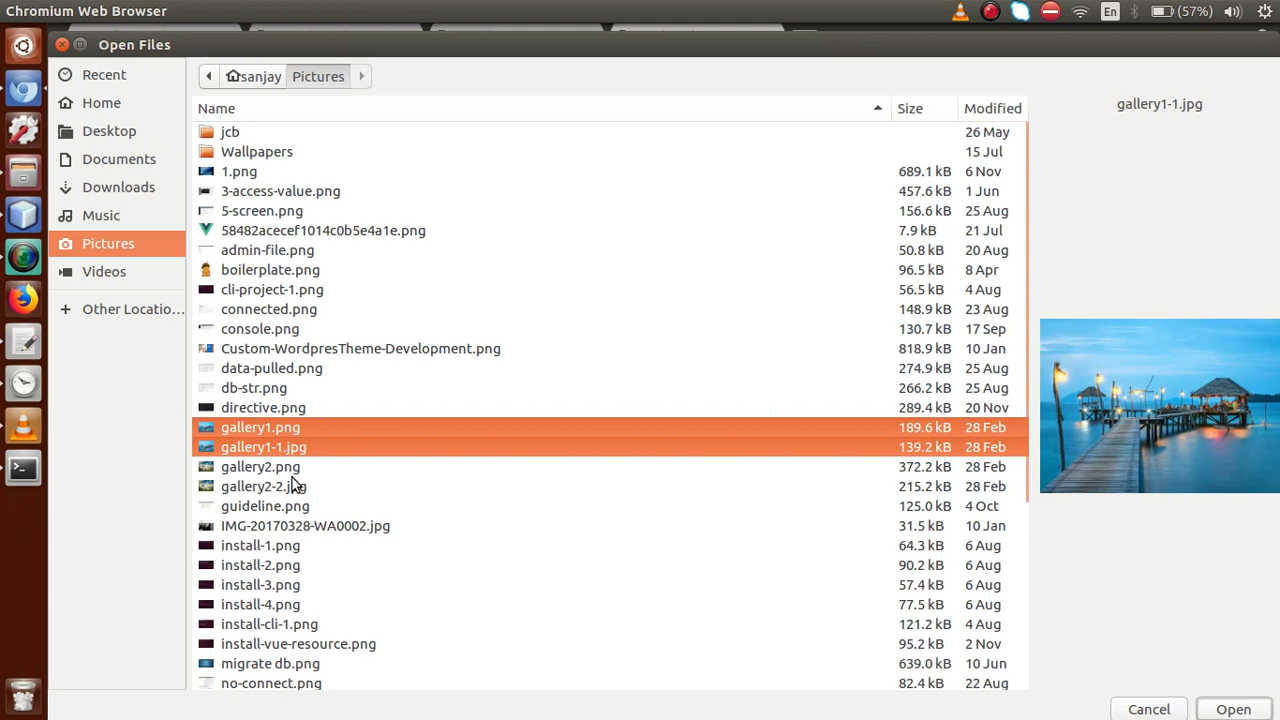 Chromium Web Browser En (57%)
Open Files
Recent
Home
Desktop
Documents
Downloads
Music
Pictures
Videos
+ Other Locatio...
sanjay Pictures
Name Size Modified
jcb 26 May
Wallpapers 15 Jul
1.png 689.1 kB 6 Nov
3-access-value.png 457.6 kB 1 Jun
5-screen.png 156.6 kB 25 Aug
58482acecef1014c0b5e4a1e.png 7.9 kB 21 Jul
admin-file.png 50.8 kB 20 Aug
boilerplate.png 96.5 kB 8 Apr
cli-project-1.png 56.5 kB 4 Aug
connected.png 148.9 kB 23 Aug
console.png 130.7 kB 17 Sep
Custom-WordpresTheme-Development.png 818.9 kB 10 Jan
data-pulled.png 274.9 kB 25 Aug
db-str.png 266.2 kB 25 Aug
directive.png 289.4 kB 20 Nov
gallery1.png 189.6 kB 28 Feb
gallery1-1.jpg 139.2 kB 28 Feb
gallery2.png 372.2 kB 28 Feb
gallery2-2.jpg 215.2 kB 28 Feb
guideline.png 125.0 kB 4 Oct
IMG-20170328-WA0002.jpg 31.5 kB 10 Jan
install-1.png 64.3 kB 6 Aug
install-2.png 90.2 kB 6 Aug
install-3.png 57.4 kB 6 Aug
install-4.png 77.5 kB 6 Aug
install-cli-1.png 121.2 kB 4 Aug
install-vue-resource.png 95.2 kB 2 Nov
migrate db.png 639.0 kB 10 Jun
no-connect.png 82.4 kB 22 Aug
gallery1-1.jpg
Cancel Open